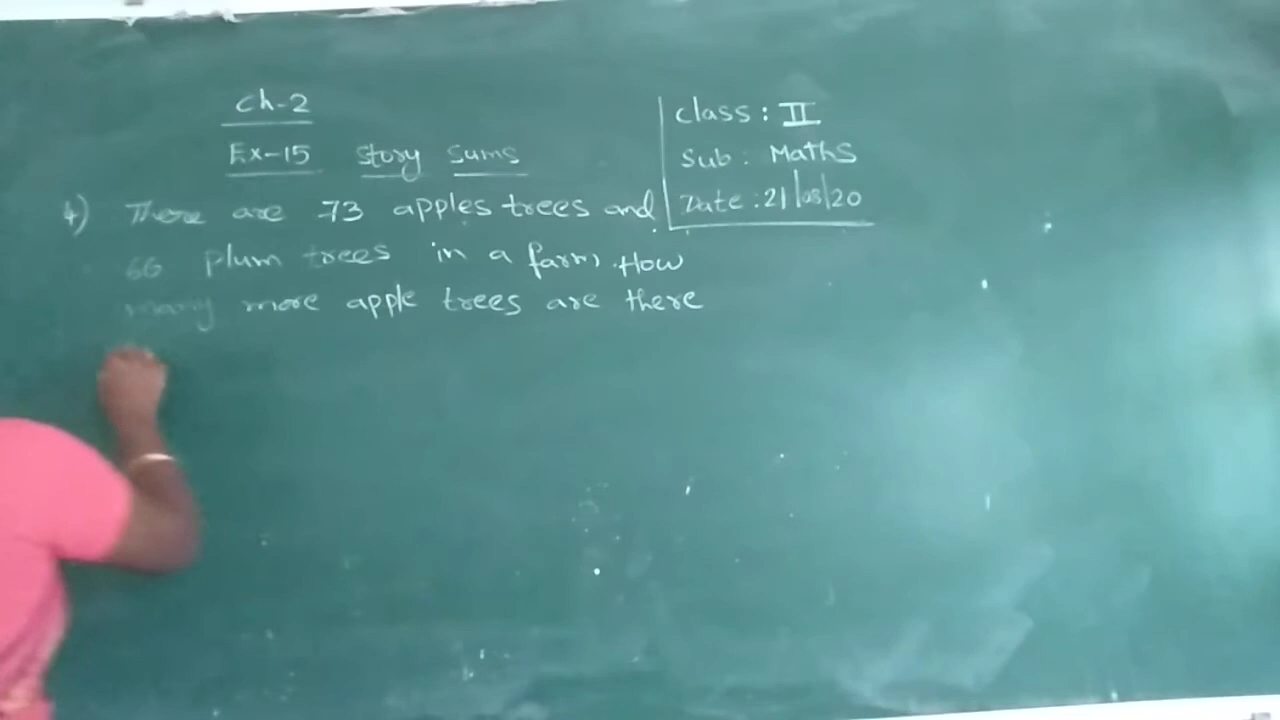 Ch-2
Ex-15 Story Sums
Class : II
Sub : Maths
Date : 21/08/20
4) There are 73 apples trees and
66 plum trees in a farm. How
many more apple trees are there